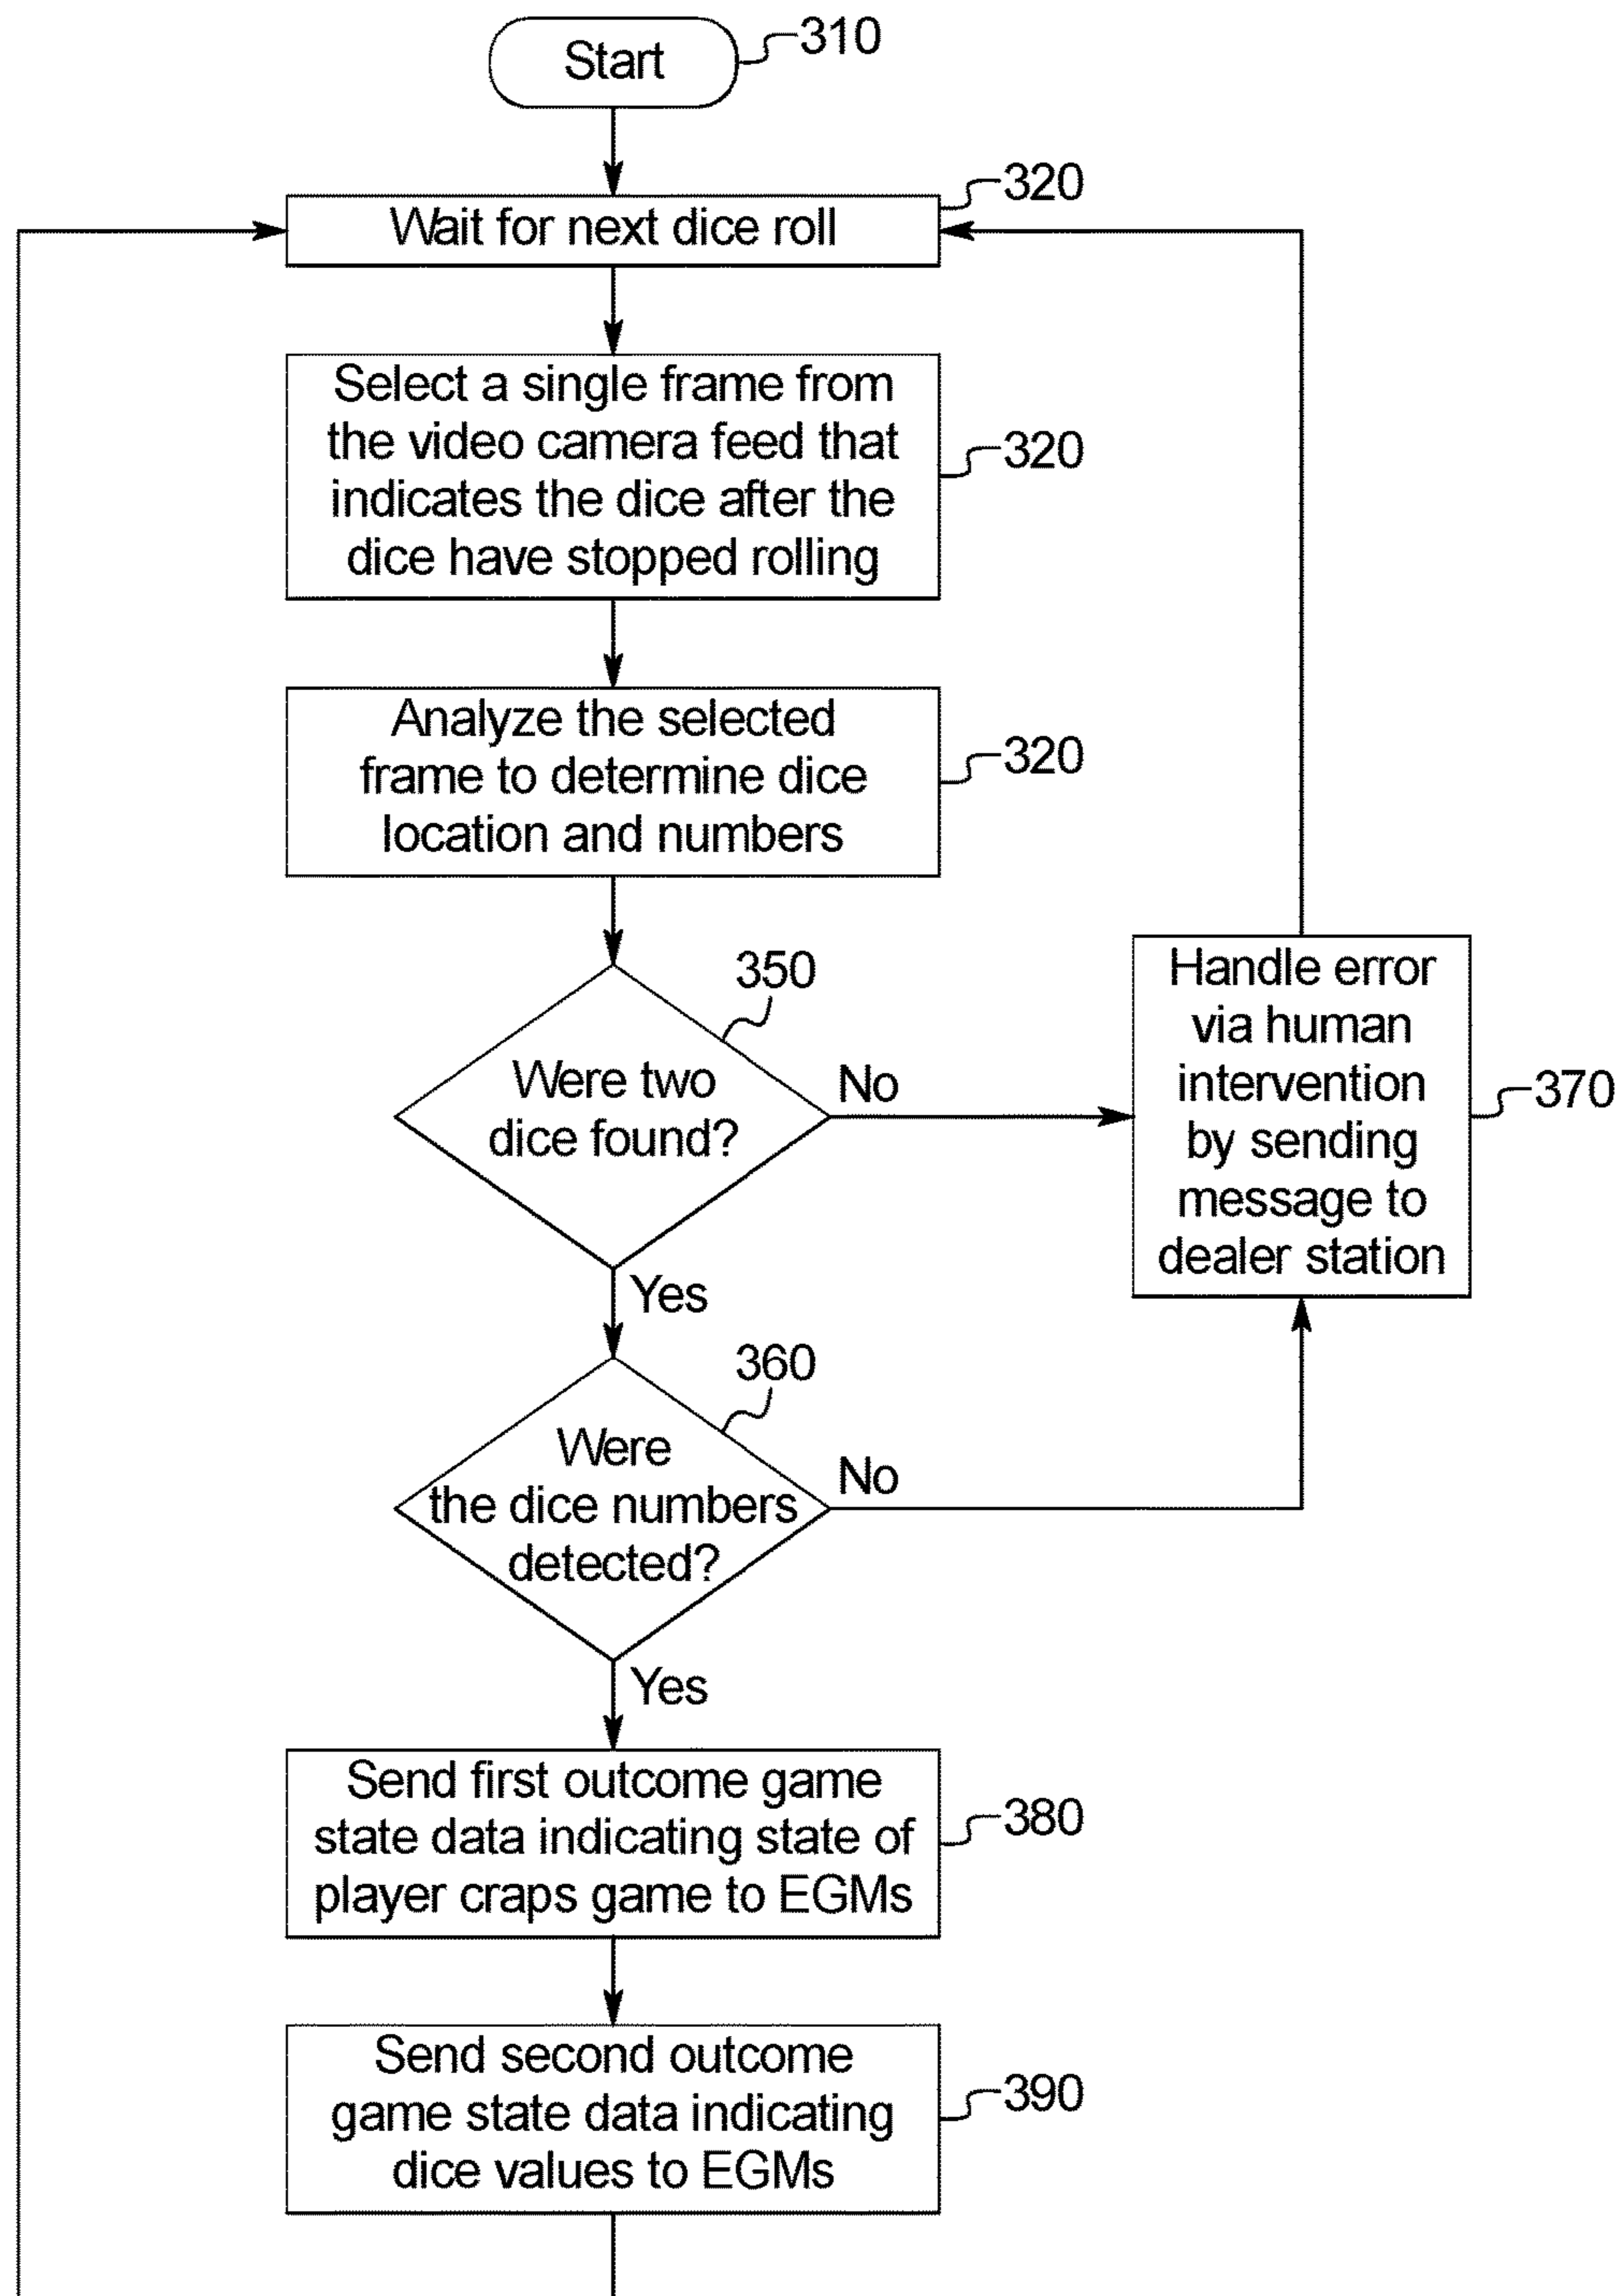 Start
310
Wait for next dice roll
320
Select a single frame from
the video camera feed that
indicates the dice after the
dice have stopped rolling
320
Analyze the selected
frame to determine dice
location and numbers
320
350
Were two
dice found?
No
Yes
Handle error
via human
intervention
by sending
message to
dealer station
370
360
Were
the dice numbers
detected?
No
Yes
Send first outcome game
state data indicating state of
player craps game to EGMs
380
Send second outcome
game state data indicating
dice values to EGMs
390